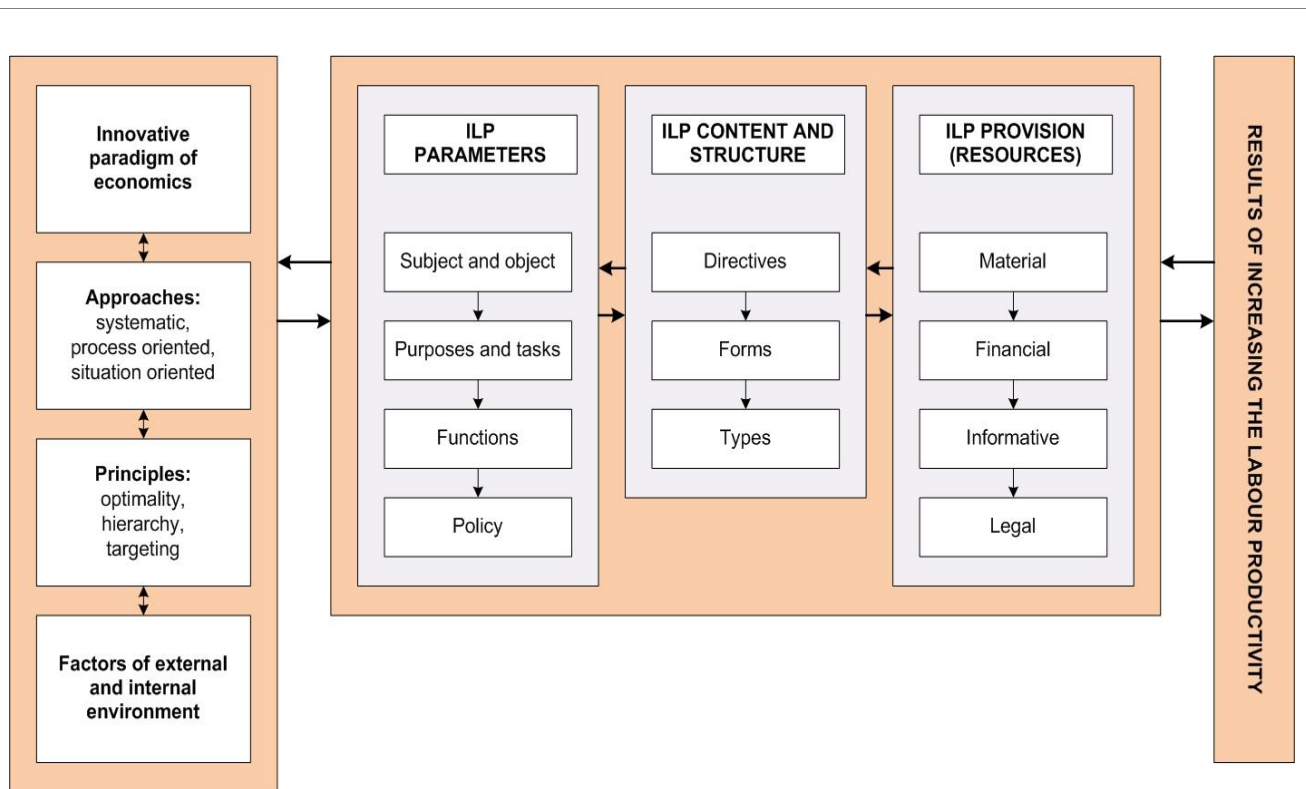 Innovative
paradigm of
economics
Approaches:
systematic,
process oriented,
situation oriented
Principles:
optimality,
hierarchy,
targeting
Factors of external
and internal
environment
ILP
PARAMETERS
Subject and object
Purposes and tasks
Functions
Policy
ILP CONTENT AND
STRUCTURE
Directives
Forms
Types
ILP PROVISION
(RESOURCES)
Material
Financial
Informative
Legal
RESULTS OF INCREASING THE LABOUR PRODUCTIVITY